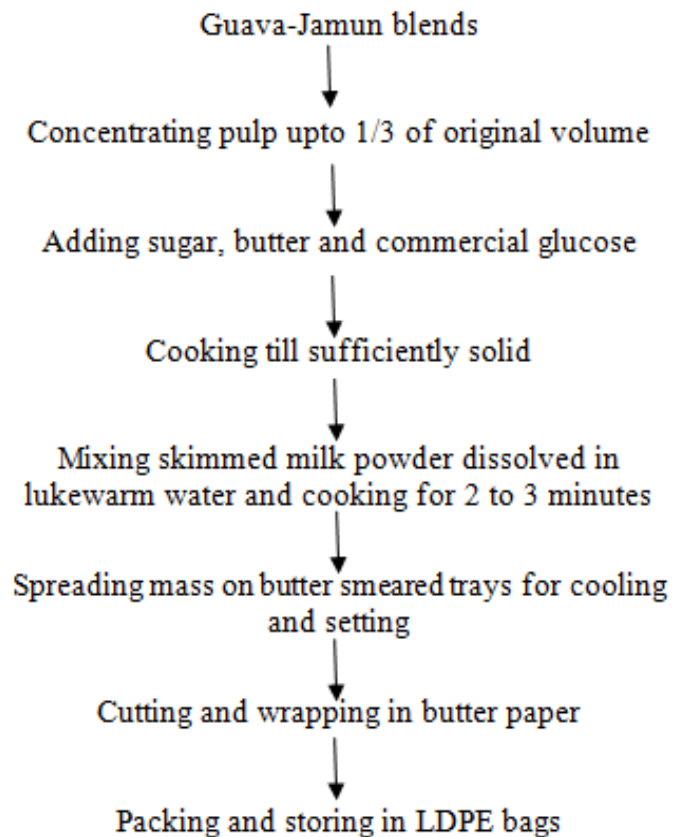 Guava-Jamun blends
Concentrating pulp upto 1/3 of original volume
Adding sugar, butter and commercial glucose
Cooking till sufficiently solid
Mixing skimmed milk powder dissolved in
lukewarm water and cooking for 2 to 3 minutes
Spreading mass on butter smeared trays for cooling
and setting
Cutting and wrapping in butter paper
Packing and storing in LDPE bags